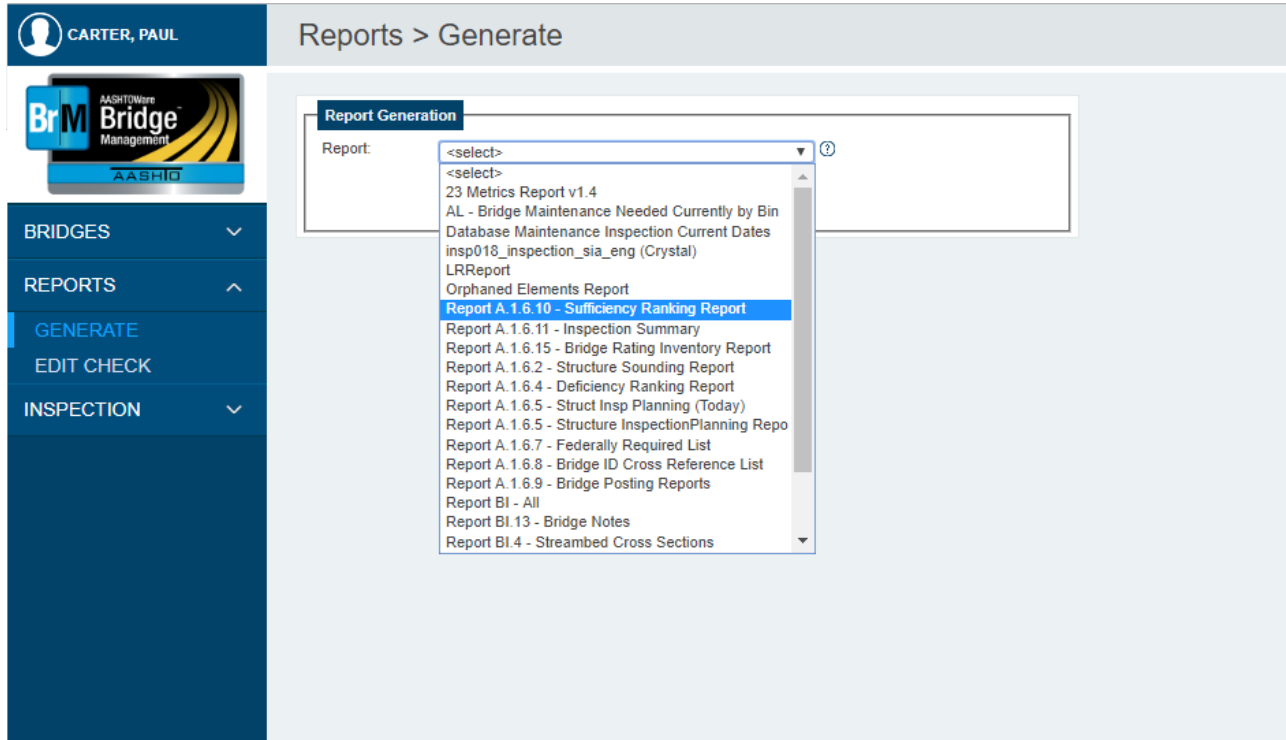 CARTER, PAUL
Reports > Generate
BrM
AASHTOWare
Bridge™
Management
AASHTO
BRIDGES
REPORTS
GENERATE
EDIT CHECK
INSPECTION
Report Generation
Report:
<select>
<select>
23 Metrics Report v1.4
AL - Bridge Maintenance Needed Currently by Bin
Database Maintenance Inspection Current Dates
insp018_inspection_sia_eng (Crystal)
LRReport
Orphaned Elements Report
Report A.1.6.10 - Sufficiency Ranking Report
Report A.1.6.11 - Inspection Summary
Report A.1.6.15 - Bridge Rating Inventory Report
Report A.1.6.2 - Structure Sounding Report
Report A.1.6.4 - Deficiency Ranking Report
Report A.1.6.5 - Struct Insp Planning (Today)
Report A.1.6.5 - Structure InspectionPlanning Repo
Report A.1.6.7 - Federally Required List
Report A.1.6.8 - Bridge ID Cross Reference List
Report A.1.6.9 - Bridge Posting Reports
Report BI - All
Report BI.13 - Bridge Notes
Report BI.4 - Streambed Cross Sections